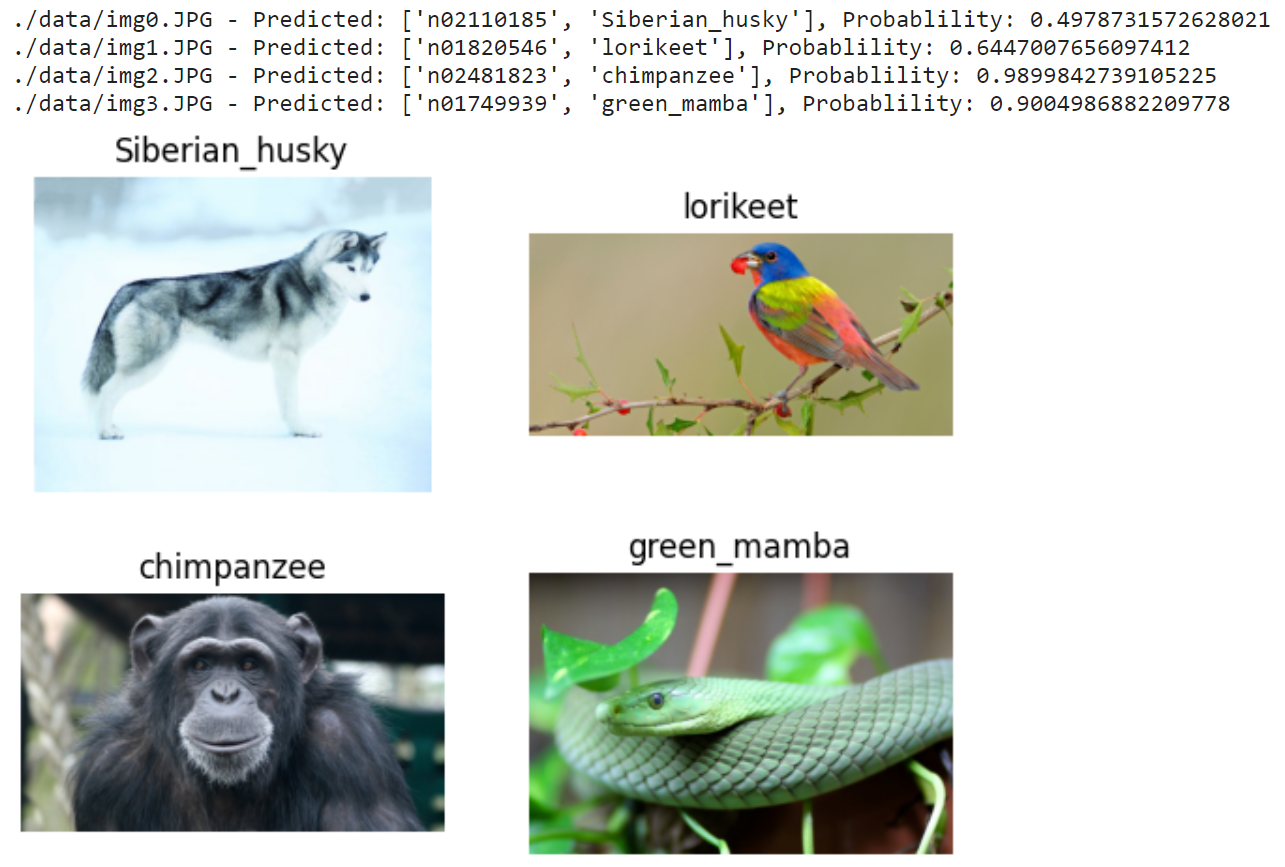 ./data/img0.JPG - Predicted: ['n02110185', 'Siberian_husky'], Probablility: 0.4978731572628021
./data/img1.JPG - Predicted: ['n01820546', 'lorikeet'], Probablility: 0.6447007656097412
./data/img2.JPG - Predicted: ['n02481823', 'chimpanzee'], Probablility: 0.9899842739105225
./data/img3.JPG - Predicted: ['n01749939', 'green_mamba'], Probablility: 0.9004986882209778
Siberian_husky
lorikeet
chimpanzee
green_mamba